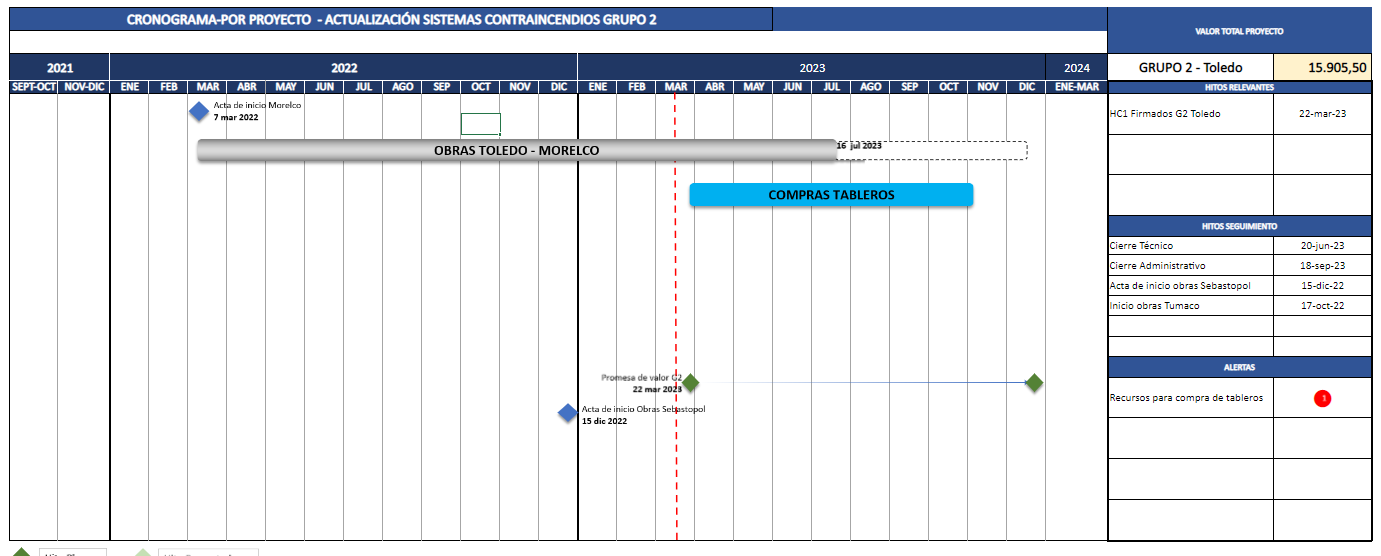 CRONOGRAMA-POR PROYECTO - ACTUALIZACIÓN SISTEMAS CONTRAINCENDIOS GRUPO 2
VALOR TOTAL PROYECTO
2021 2022 2023 2024
GRUPO 2 - Toledo 15.905,50
SEPT-OCT NOV-DIC ENE FEB MAR ABR MAY JUN JUL AGO SEP OCT NOV DIC ENE FEB MAR ABR MAY JUN JUL AGO SEP OCT NOV DIC ENE-MAR
HITOS RELEVANTES
Acta de inicio Morelco
7 mar 2022
HC1 Firmados G2 Toledo 22-mar-23
OBRAS TOLEDO - MORELCO
16 jul 2023
COMPRAS TABLEROS
HITOS SEGUIMIENTO
Cierre Técnico 20-jun-23
Cierre Administrativo 18-sep-23
Acta de inicio obras Sebastopol 15-dic-22
Inicio obras Tumaco 17-oct-22
ALERTAS
Promesa de valor G2
22 mar 2023
Recursos para compra de tableros 1
Acta de inicio Obras Sebastopol
15 dic 2022